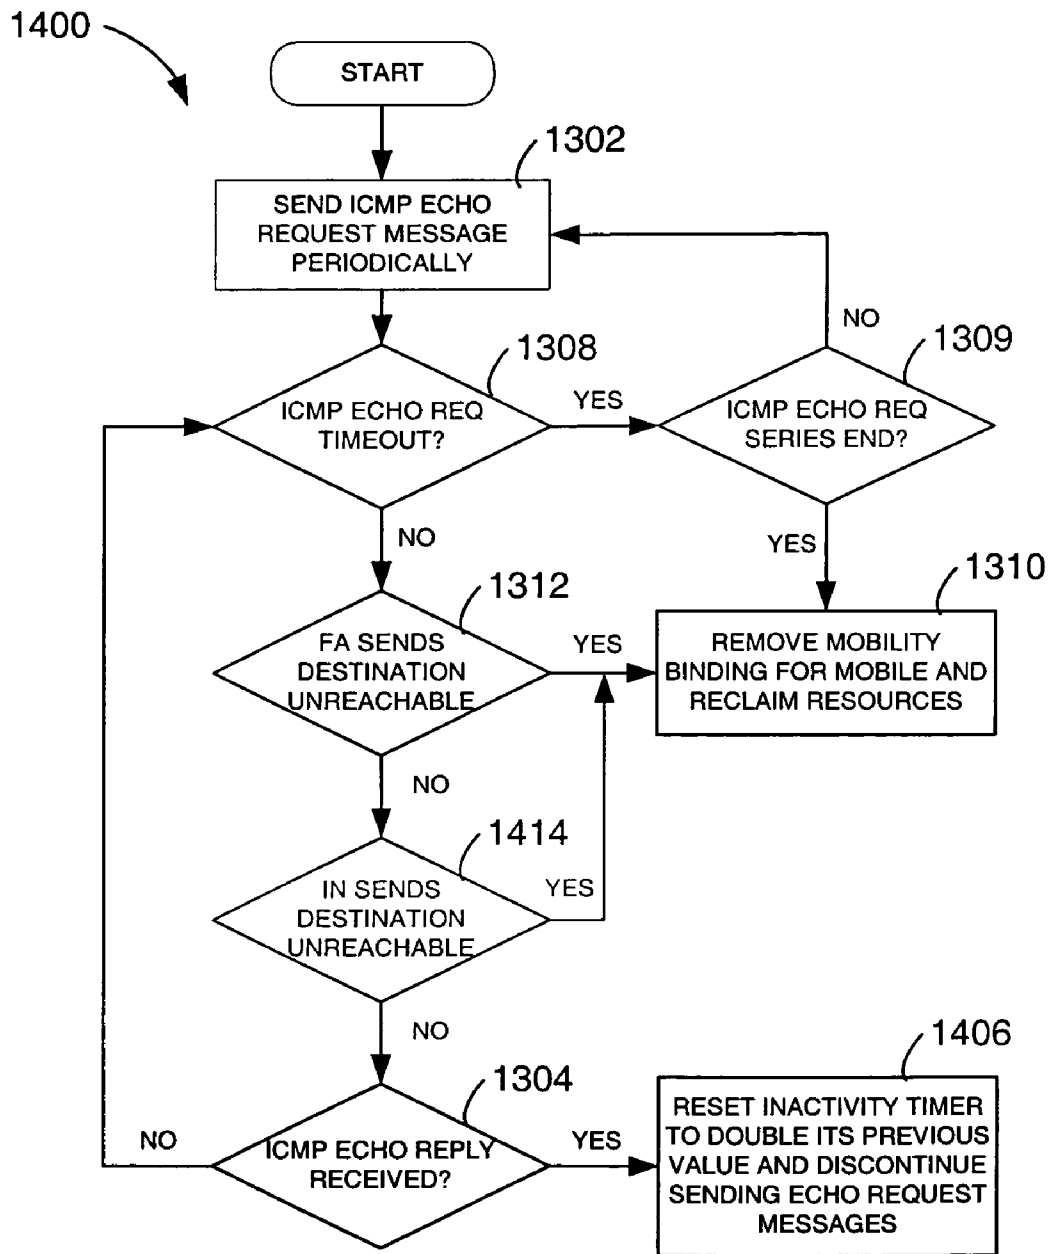 1400
START
1302
SEND ICMP ECHO
REQUEST MESSAGE
PERIODICALLY
NO
1308
1309
ICMP ECHO REQ
TIMEOUT?
YES
ICMP ECHO REQ
SERIES END?
NO
YES
1312
1310
FA SENDS
DESTINATION
UNREACHABLE
YES
REMOVE MOBILITY
BINDING FOR MOBILE AND
RECLAIM RESOURCES
NO
1414
IN SENDS
DESTINATION
UNREACHABLE
YES
NO
1304
1406
NO
ICMP ECHO REPLY
RECEIVED?
YES
RESET INACTIVITY TIMER
TO DOUBLE ITS PREVIOUS
VALUE AND DISCONTINUE
SENDING ECHO REQUEST
MESSAGES